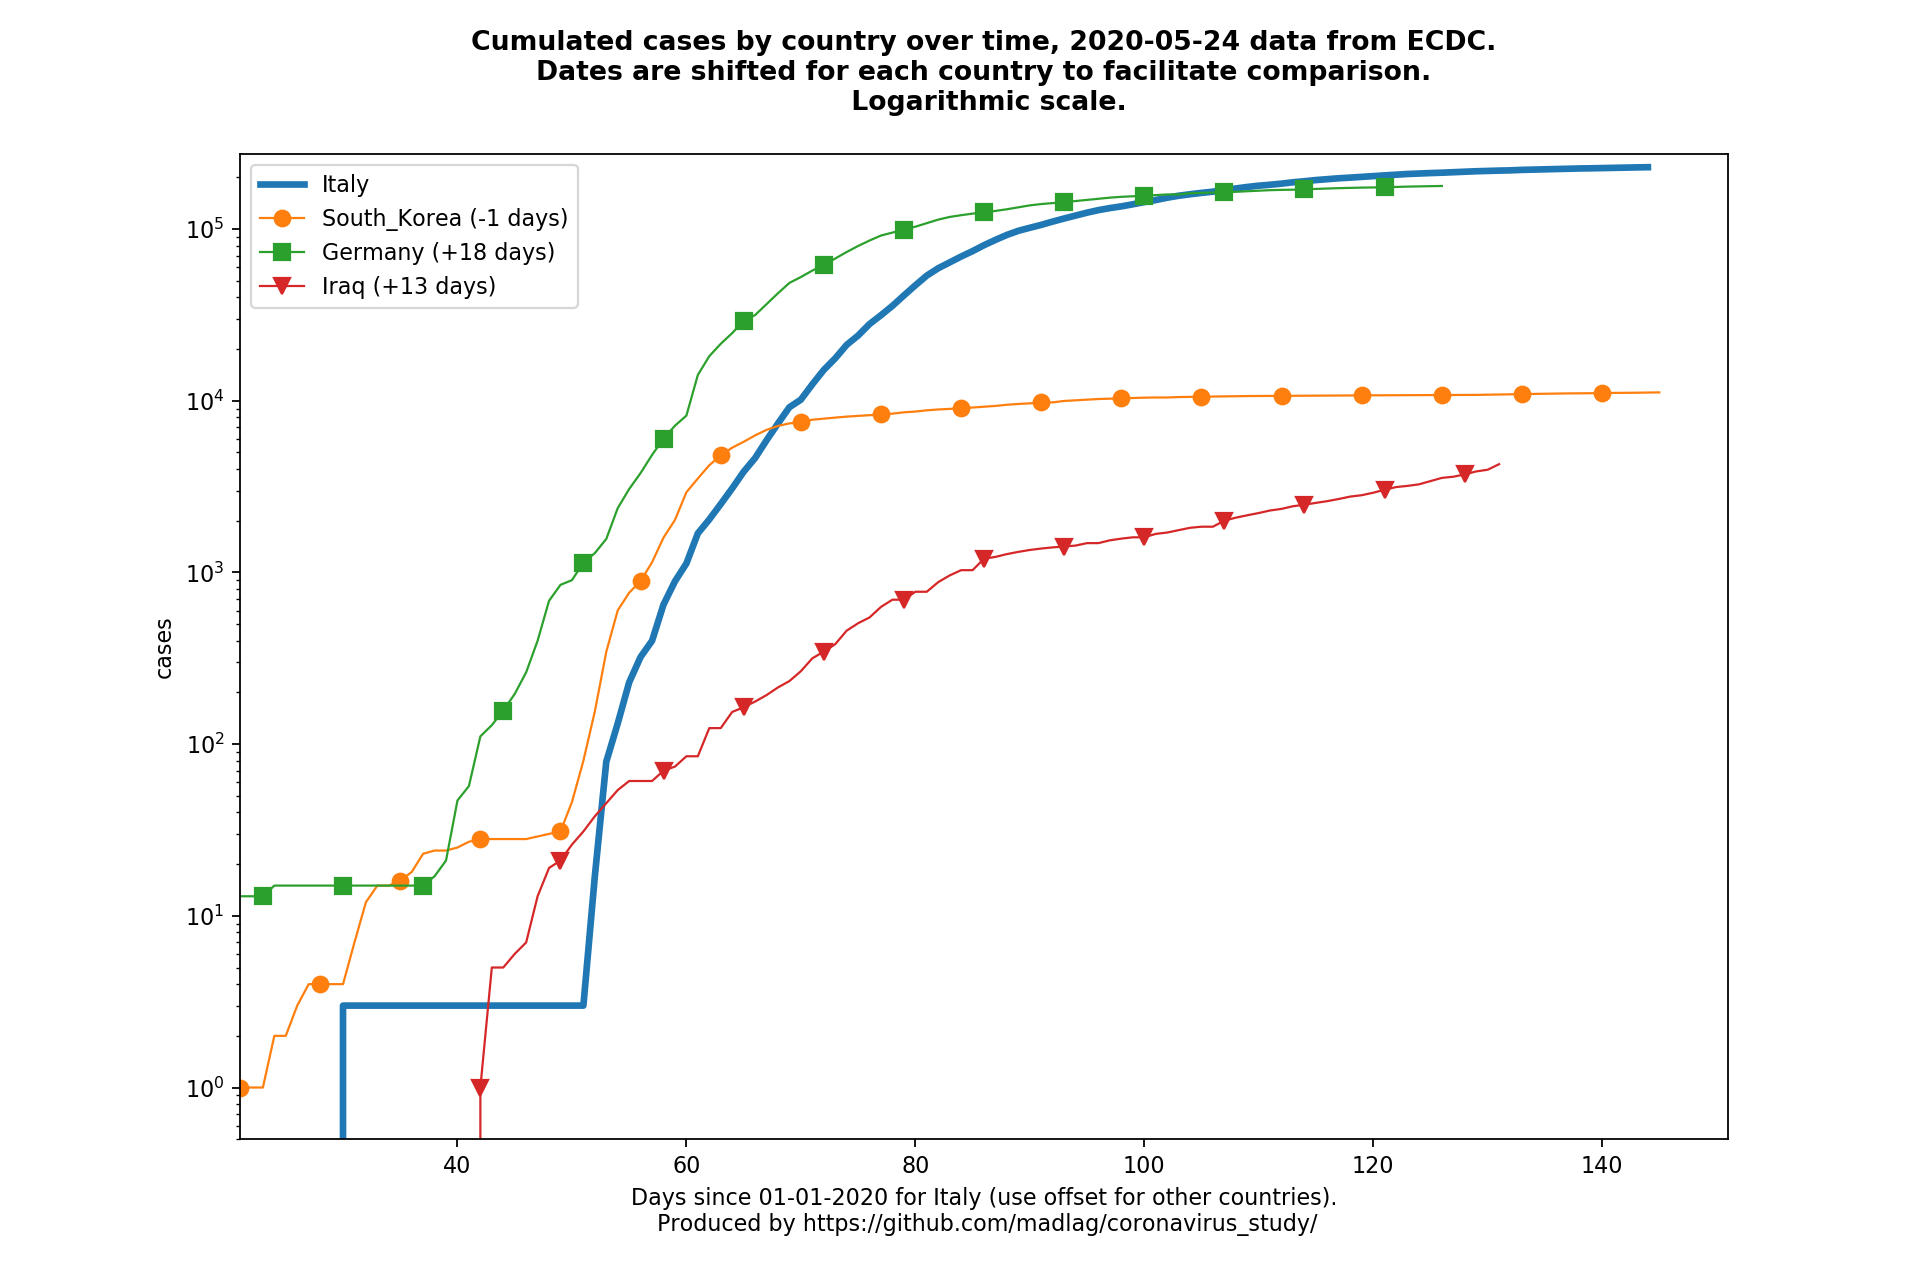 Cumulated cases by country over time, 2020-05-24 data from ECDC.
Dates are shifted for each country to facilitate comparison.
Logarithmic scale.
Italy
South_Korea (-1 days)
Germany (+18 days)
Iraq (+13 days)
10^5
10^4
10^3
10^2
10^1
10^0
cases
40 60 80 100 120 140
Days since 01-01-2020 for Italy (use offset for other countries).
Produced by https://github.com/madlag/coronavirus_study/